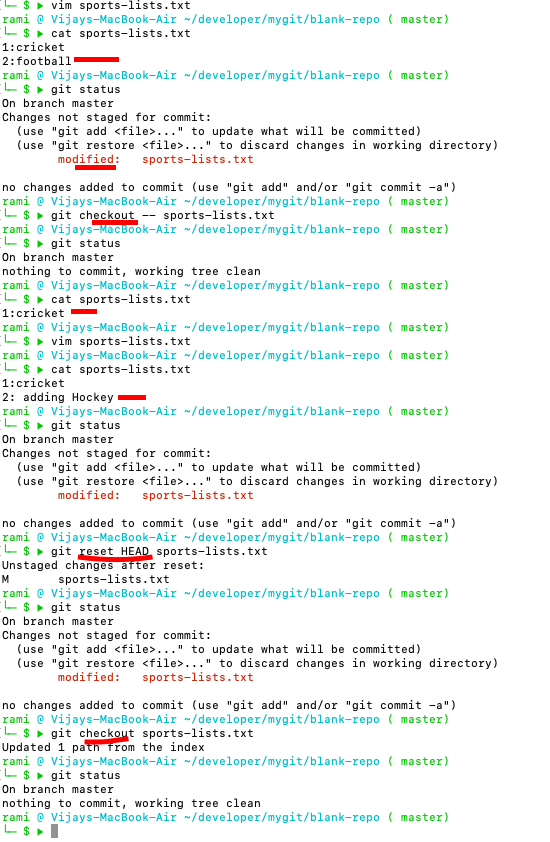 └─ $ ▶ vim sports-lists.txt
rami @ Vijays-MacBook-Air ~/developer/mygit/blank-repo ( master)
└─ $ ▶ cat sports-lists.txt
1:cricket
2:football
rami @ Vijays-MacBook-Air ~/developer/mygit/blank-repo ( master)
└─ $ ▶ git status
On branch master
Changes not staged for commit:
  (use "git add <file>..." to update what will be committed)
  (use "git restore <file>..." to discard changes in working directory)
        modified:   sports-lists.txt

no changes added to commit (use "git add" and/or "git commit -a")
rami @ Vijays-MacBook-Air ~/developer/mygit/blank-repo ( master)
└─ $ ▶ git checkout -- sports-lists.txt
rami @ Vijays-MacBook-Air ~/developer/mygit/blank-repo ( master)
└─ $ ▶ git status
On branch master
nothing to commit, working tree clean
rami @ Vijays-MacBook-Air ~/developer/mygit/blank-repo ( master)
└─ $ ▶ cat sports-lists.txt
1:cricket
rami @ Vijays-MacBook-Air ~/developer/mygit/blank-repo ( master)
└─ $ ▶ vim sports-lists.txt
rami @ Vijays-MacBook-Air ~/developer/mygit/blank-repo ( master)
└─ $ ▶ cat sports-lists.txt
1:cricket
2: adding Hockey
rami @ Vijays-MacBook-Air ~/developer/mygit/blank-repo ( master)
└─ $ ▶ git status
On branch master
Changes not staged for commit:
  (use "git add <file>..." to update what will be committed)
  (use "git restore <file>..." to discard changes in working directory)
        modified:   sports-lists.txt

no changes added to commit (use "git add" and/or "git commit -a")
rami @ Vijays-MacBook-Air ~/developer/mygit/blank-repo ( master)
└─ $ ▶ git reset HEAD sports-lists.txt
Unstaged changes after reset:
M       sports-lists.txt
rami @ Vijays-MacBook-Air ~/developer/mygit/blank-repo ( master)
└─ $ ▶ git status
On branch master
Changes not staged for commit:
  (use "git add <file>..." to update what will be committed)
  (use "git restore <file>..." to discard changes in working directory)
        modified:   sports-lists.txt

no changes added to commit (use "git add" and/or "git commit -a")
rami @ Vijays-MacBook-Air ~/developer/mygit/blank-repo ( master)
└─ $ ▶ git checkout sports-lists.txt
Updated 1 path from the index
rami @ Vijays-MacBook-Air ~/developer/mygit/blank-repo ( master)
└─ $ ▶ git status
On branch master
nothing to commit, working tree clean
rami @ Vijays-MacBook-Air ~/developer/mygit/blank-repo ( master)
└─ $ ▶